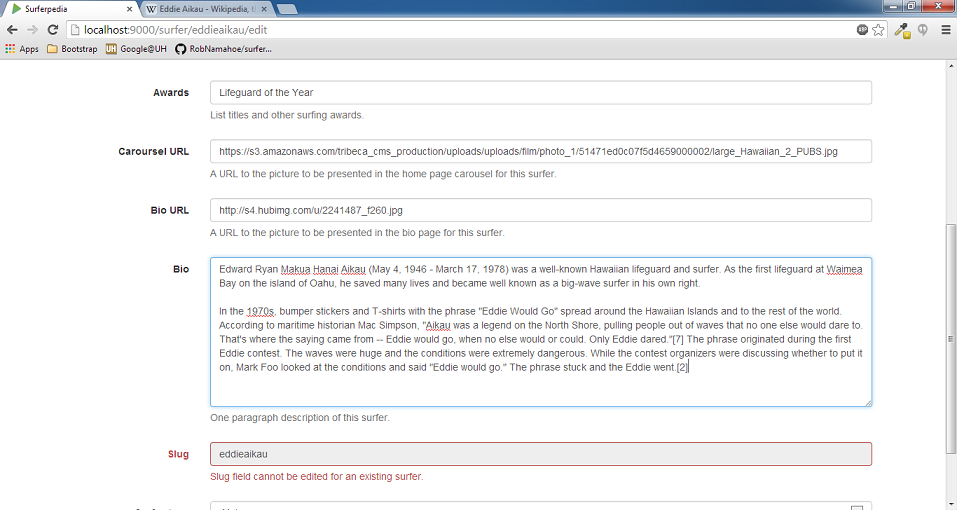 Surferpedia
Eddie Aikau - Wikipedia, t
localhost:9000/surfer/eddieaikau/edit
Apps Bootstrap UH Google@UH RobNamahoe/surfer...
Awards Lifeguard of the Year
List titles and other surfing awards.
Carousel URL https://s3.amazonaws.com/tribeca_cms_production/uploads/uploads/film/photo_1/51471ed0c07f5d4659000002/large_Hawaiian_2_PUBS.jpg
A URL to the picture to be presented in the home page carousel for this surfer.
Bio URL http://s4.hubimg.com/u/2241487_f260.jpg
A URL to the picture to be presented in the bio page for this surfer.
Bio Edward Ryan Makua Hanai Aikau (May 4, 1946 - March 17, 1978) was a well-known Hawaiian lifeguard and surfer. As the first lifeguard at Waimea
Bay on the island of Oahu, he saved many lives and became well known as a big-wave surfer in his own right.
In the 1970s, bumper stickers and T-shirts with the phrase "Eddie Would Go" spread around the Hawaiian Islands and to the rest of the world.
According to maritime historian Mac Simpson, "Aikau was a legend on the North Shore, pulling people out of waves that no one else would dare to.
That's where the saying came from -- Eddie would go, when no else would or could. Only Eddie dared."[7] The phrase originated during the first
Eddie contest. The waves were huge and the conditions were extremely dangerous. While the contest organizers were discussing whether to put it
on, Mark Foo looked at the conditions and said "Eddie would go." The phrase stuck and the Eddie went.[2]
One paragraph description of this surfer.
Slug eddieaikau
Slug field cannot be edited for an existing surfer.